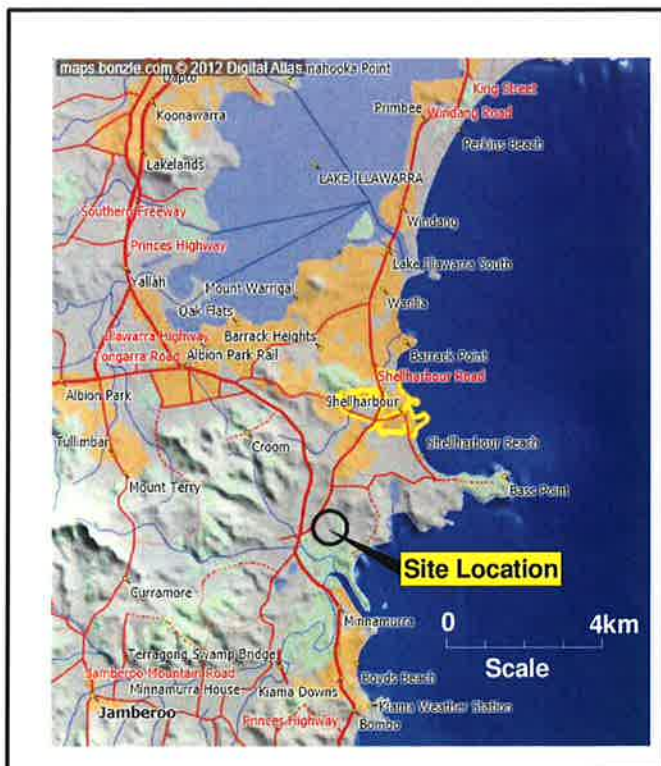 maps.bonzle.com © 2012 Digital Atlas
nahooka Point
Dapto
King Street
Koonawarra
Primbee
Windang Road
Perkins Beach
Lakelands
LAKE ILLAWARRA
Southern Freeway
Windang
Princes Highway
Lake Illawarra South
Yallah
Mount Warrigal
Warilla
Oak Flats
Illawarra Highway
Barrack Heights
Barrack Point
Tongarra Road
Albion Park Rail
Shellharbour Road
Albion Park
Shellharbour
Tullimbar
Croom
Shellharbour Beach
Mount Terry
Bass Point
Site Location
Curramore
Minnamurra
0
4km
Scale
Terragong Swamp Bridge
Jamberoo Mountain Road
Boyds Beach
Minnamurra House
Kiama Downs
Kiama Weather Station
Jamberoo
Princes Highway
Bombo